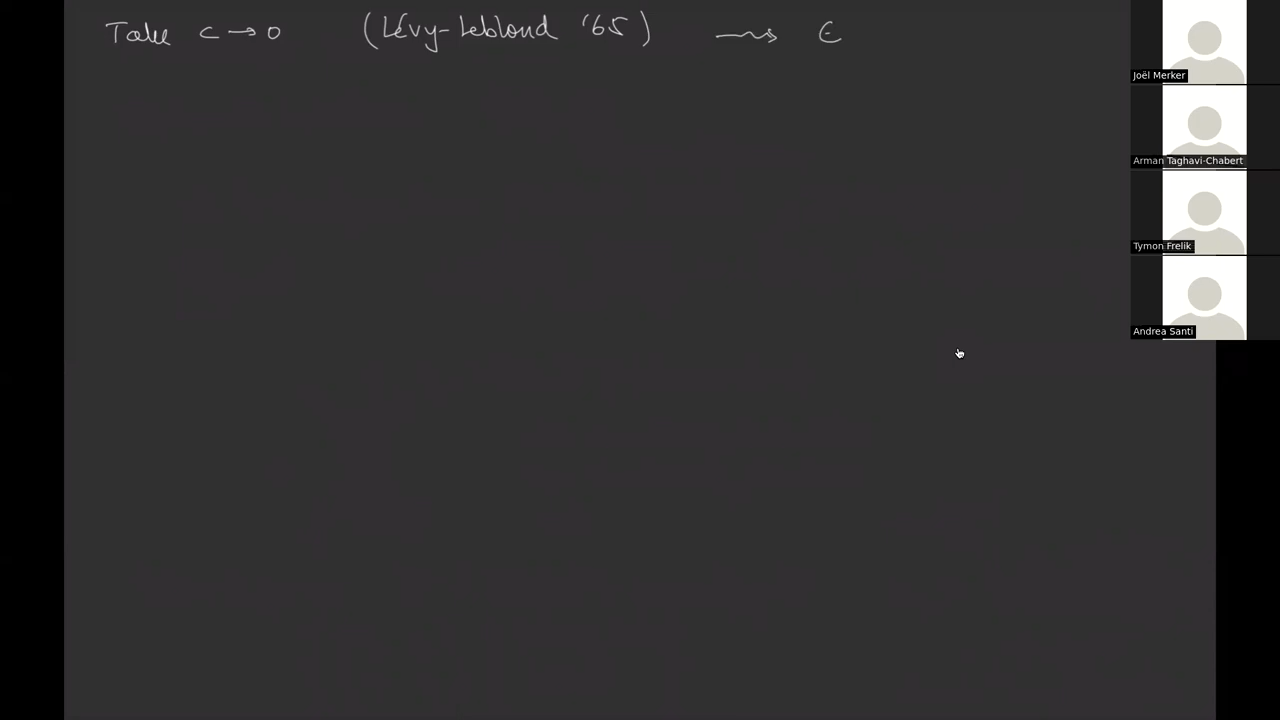 Take c → 0 (Lévy-Leblond '65) ⇝ C
Joël Merker
Arman Taghavi-Chabert
Tymon Frelik
Andrea Santi